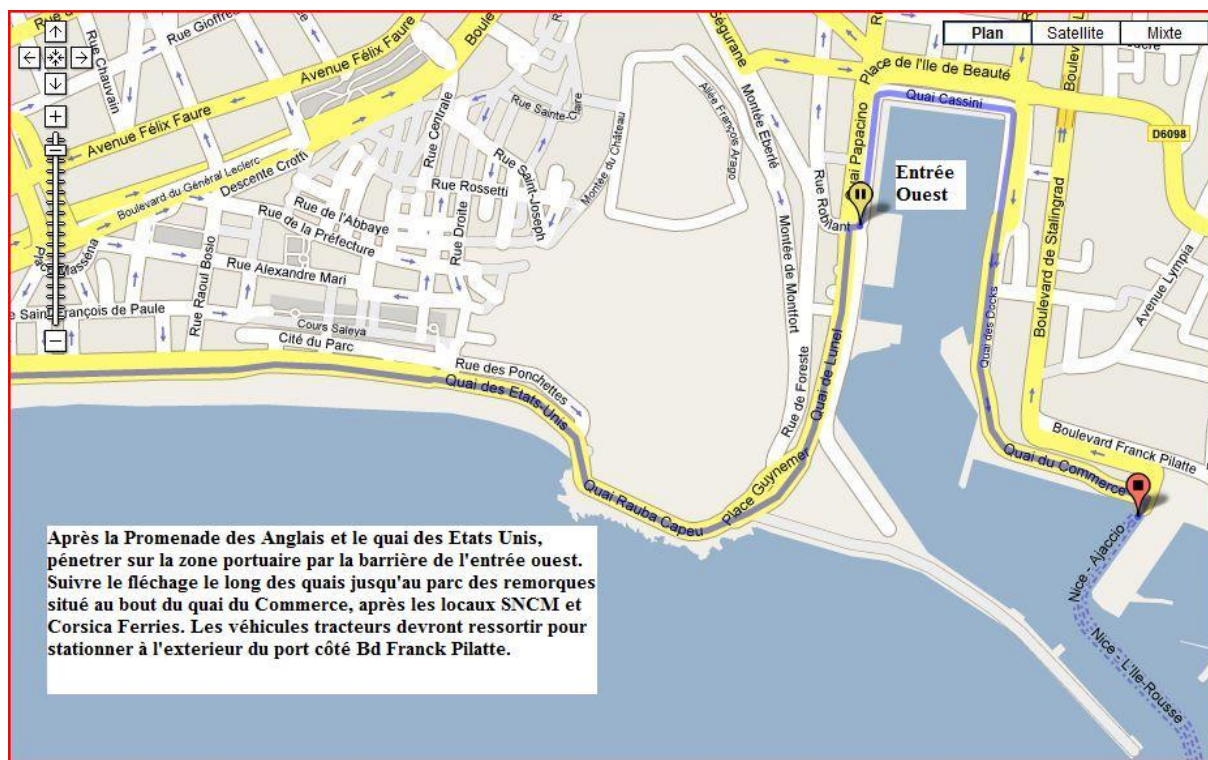 Plan
Satellite
Mixte
Rue Gioffre
Rue Chauvain
Avenue Félix Faure
Avenue Félix Faure
Boule
Ségurane
Place de l'Ile de Beauté
Quai Cassini
D6098
Boulevard du Général Leclerc
Descente Crotti
Rue Centrale
Rue Sainte-Claire
Rue Saint-Joseph
Montée du Château
Allée François Arago
Montée Eberlé
Quai Papacino
Entrée
Ouest
Rue Rossetti
Rue de l'Abbaye
Rue de la Préfecture
Rue Droite
Rue Robilant
Rue Alexandre Mari
Rue Raoul Bosio
Masséna
Saint-François de Paule
Cours Saleya
Cité du Parc
Rue des Ponchettes
Quai des Etats-Unis
Montée de Montfort
Rue de Foresta
Quai de Lunel
Quai des Docks
Boulevard de Stalingrad
Avenue Lympia
Boulevard Franck Pilatte
Quai du Commerce
Place Guynemer
Quai Rauba Capeu
Nice - Ajaccio
Nice - L'Ile-Rousse
Après la Promenade des Anglais et le quai des Etats Unis,
pénetrer sur la zone portuaire par la barrière de l'entrée ouest.
Suivre le fléchage le long des quais jusqu'au parc des remorques
situé au bout du quai du Commerce, après les locaux SNCM et
Corsica Ferries. Les véhicules tracteurs devront ressortir pour
stationner à l'exterieur du port côté Bd Franck Pilatte.